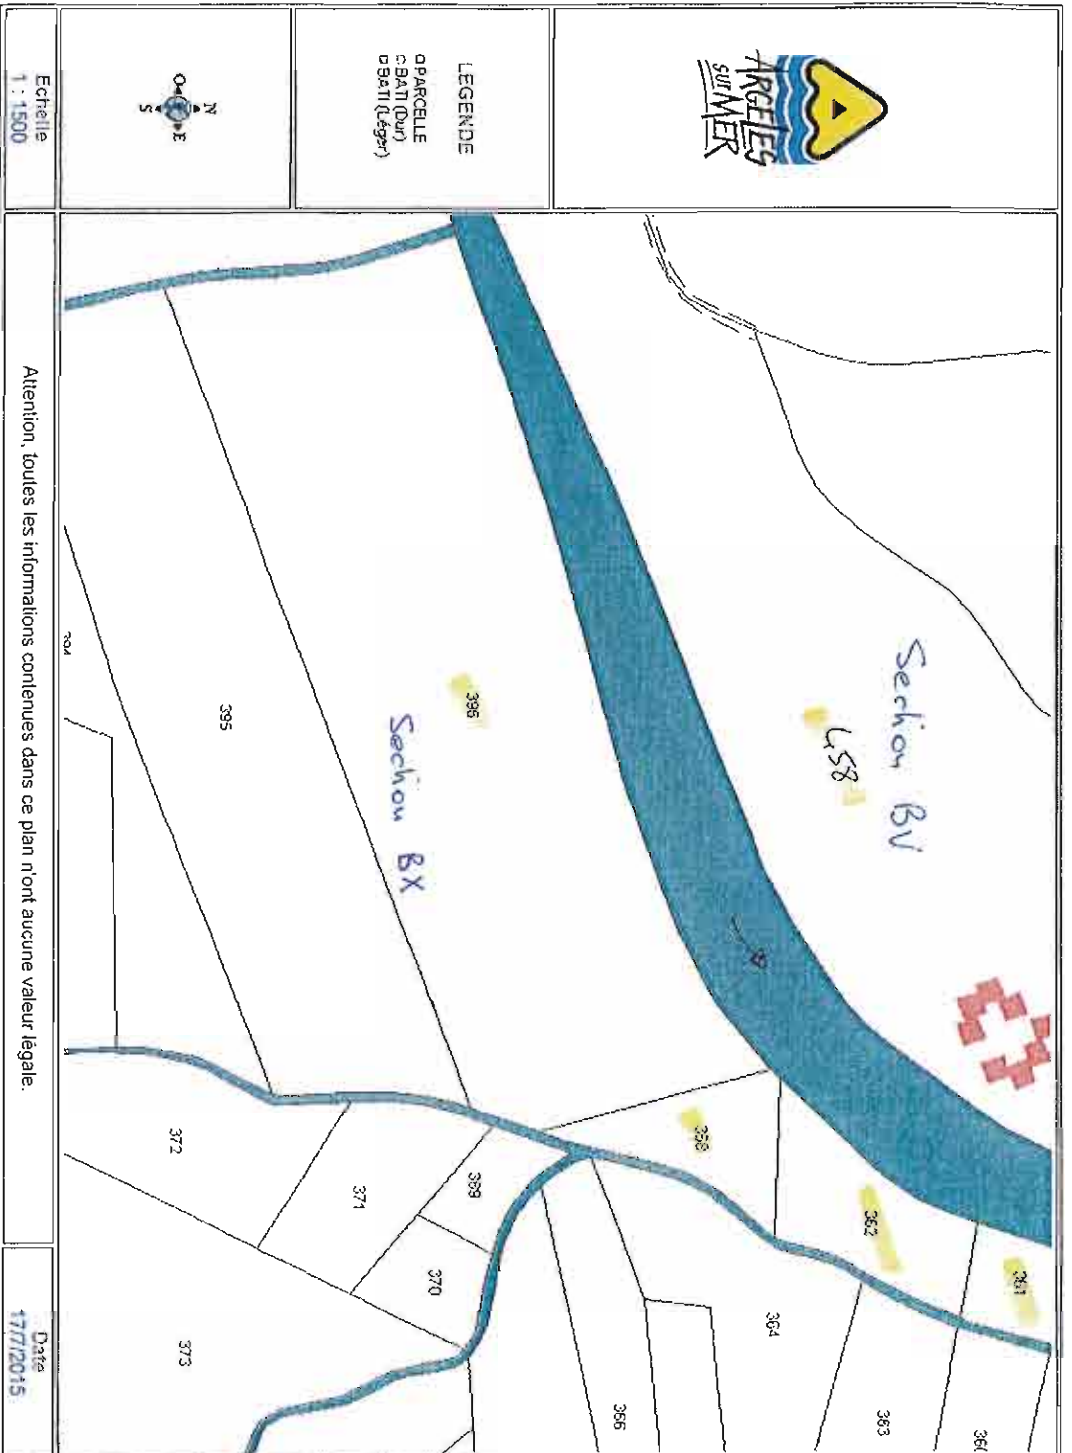 ARGELES
SUR MER
LEGENDE
PARCELLE
BATI (Dur)
BATI (Léger)
N
O
E
S
Echelle
1 : 1500
Section BV
458
361
362
396
Section BX
395
363
364
366
369
370
371
372
373
Attention, toutes les informations contenues dans ce plan n'ont aucune valeur légale.
Date
17/7/2015